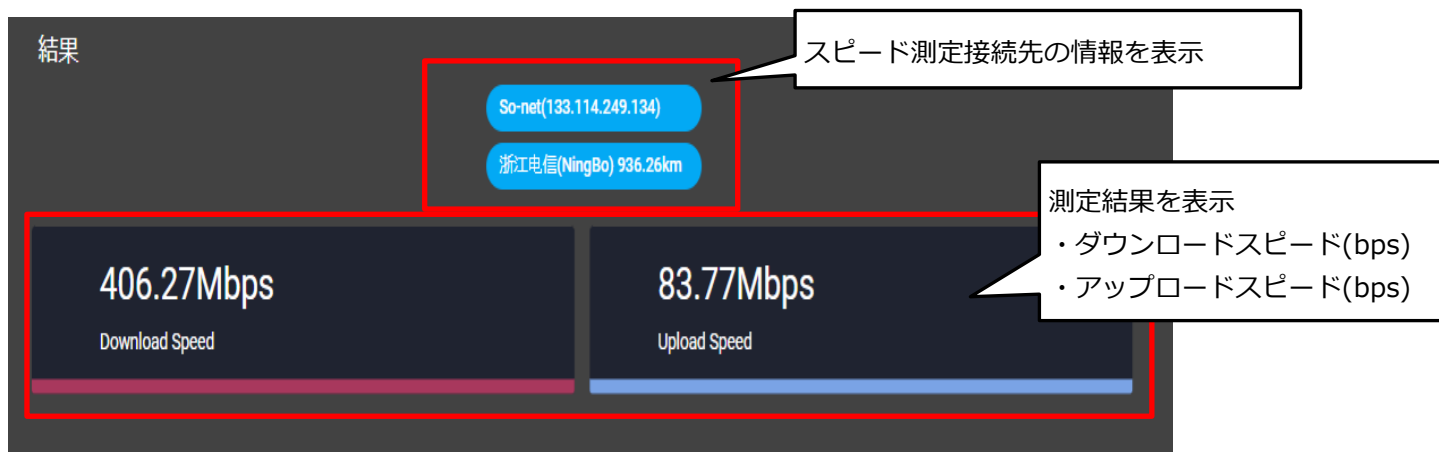 結果
スピード測定接続先の情報を表示
So-net(133.114.249.134)
浙江电信(NingBo) 936.26km
測定結果を表示
・ダウンロードスピード(bps)
・アップロードスピード(bps)
406.27Mbps
Download Speed
83.77Mbps
Upload Speed